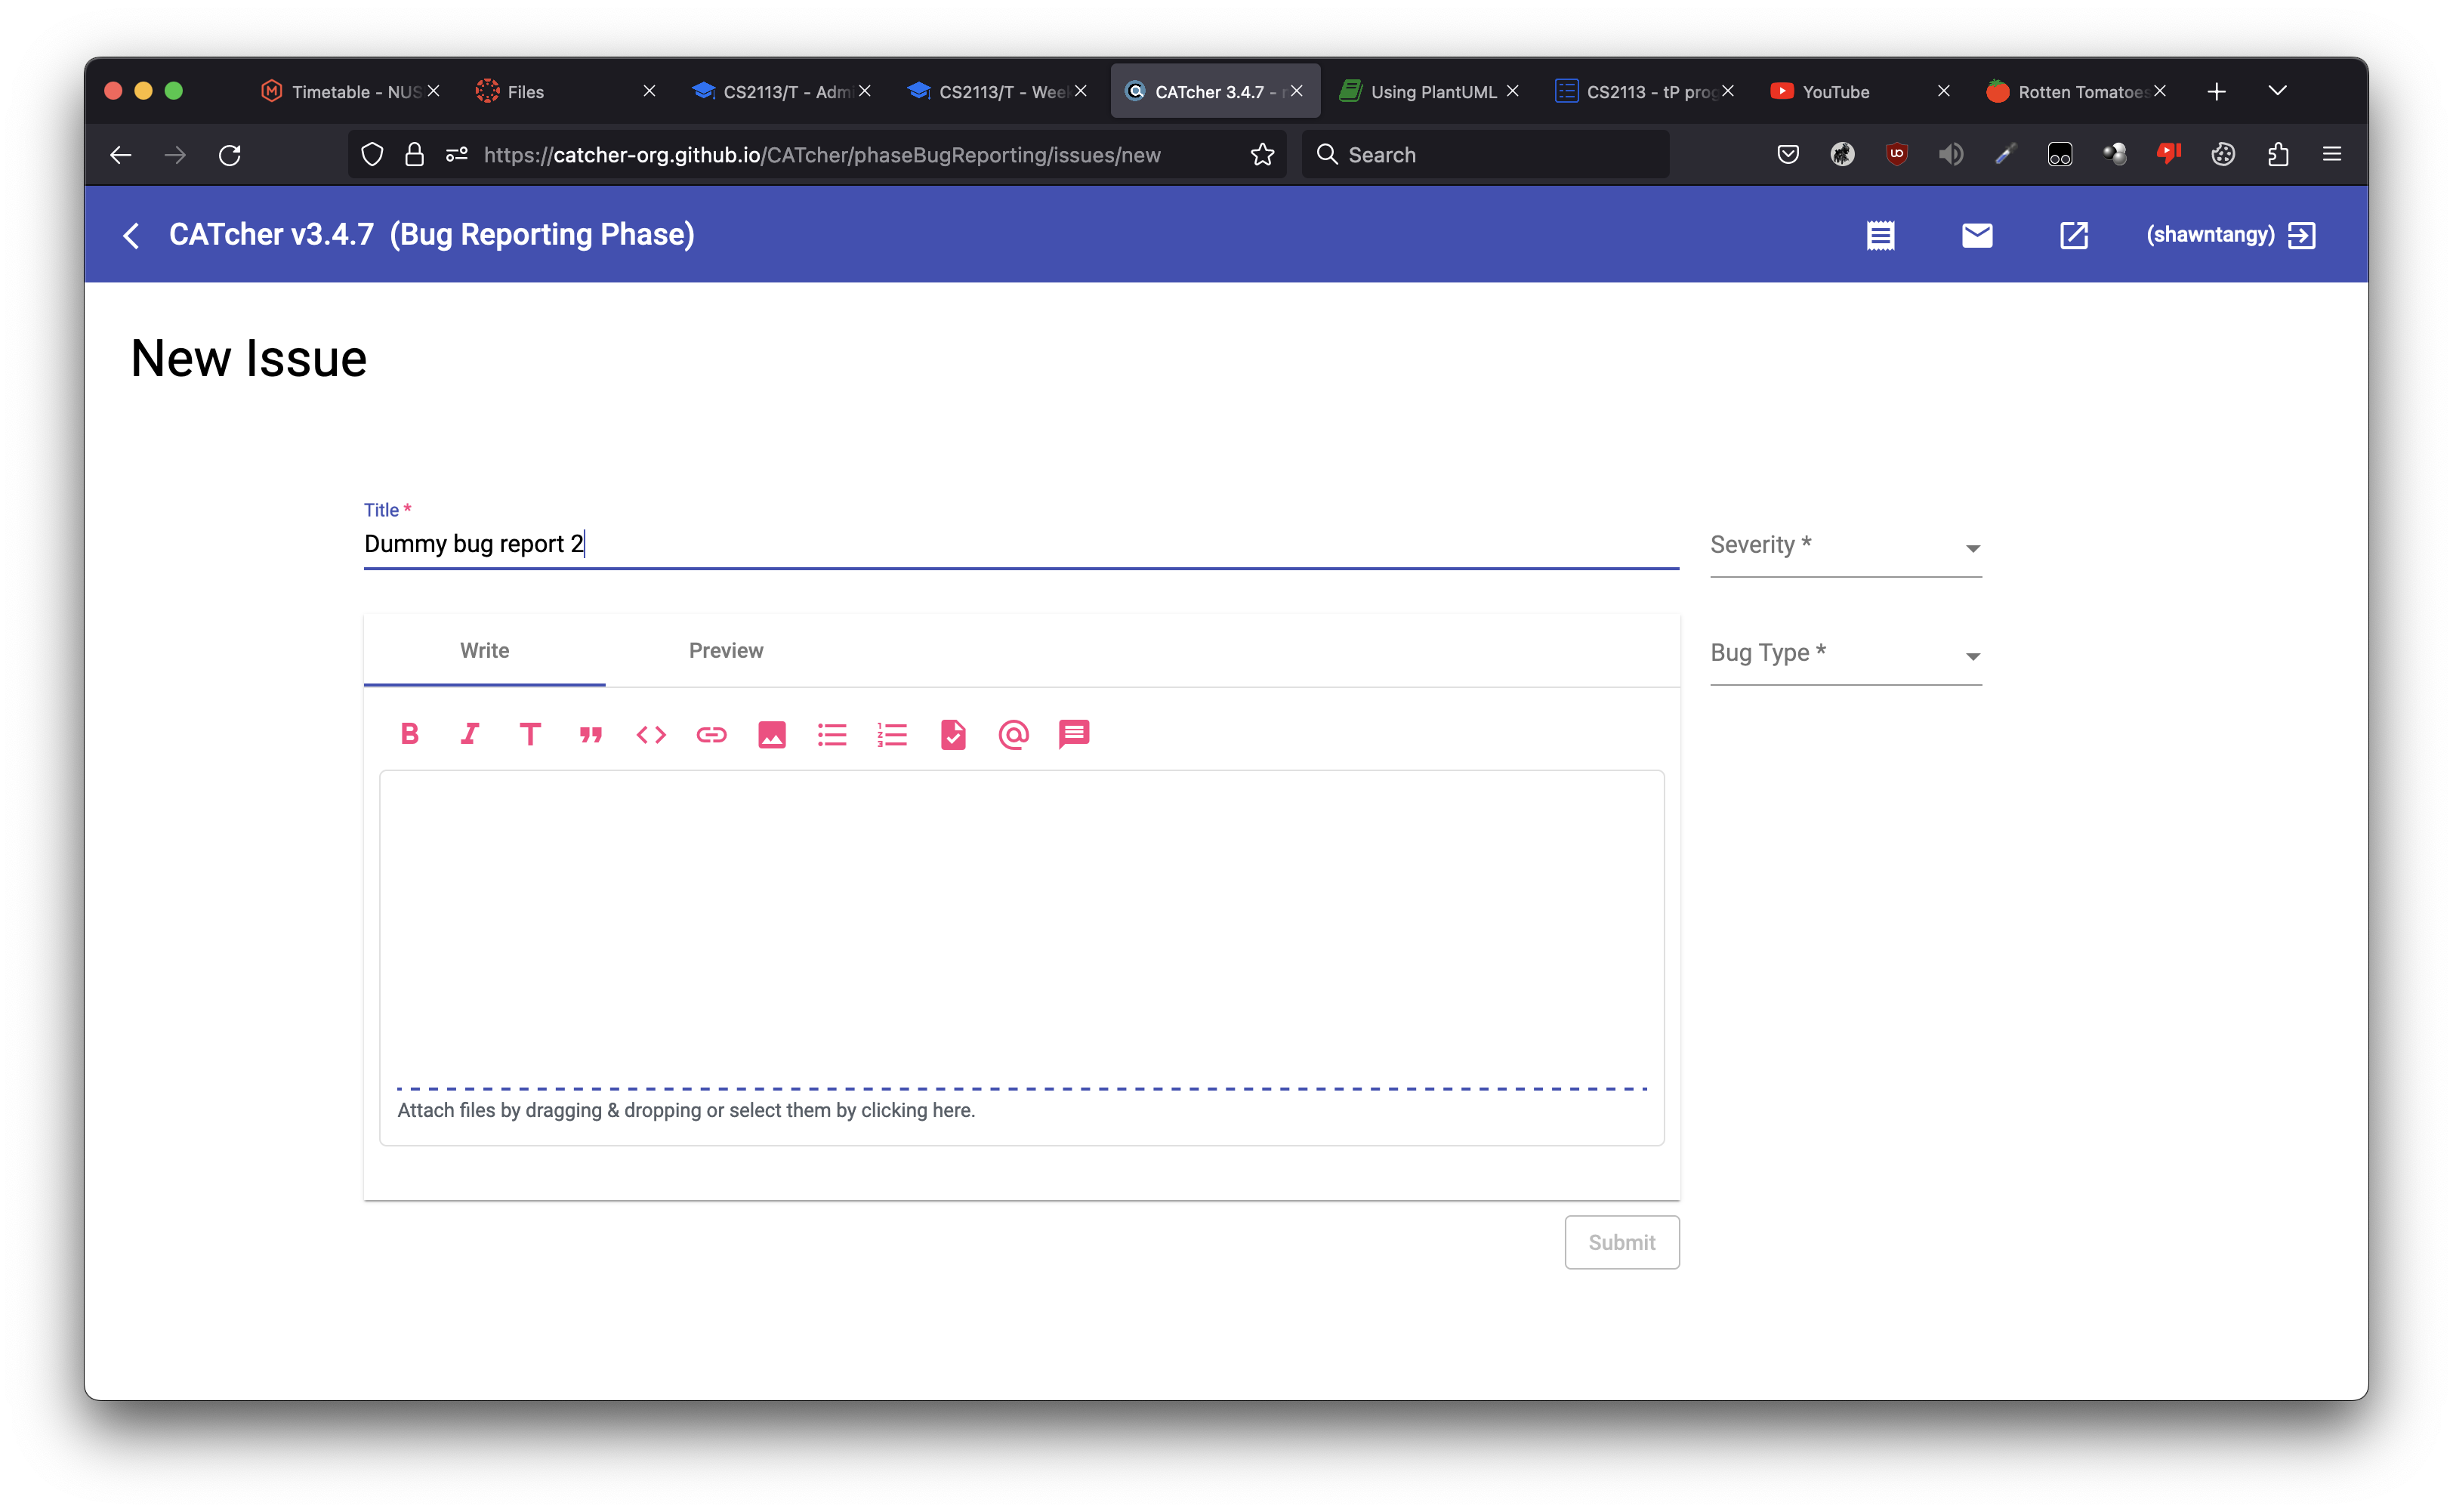 Timetable - NUS
Files
CS2113/T - Admi
CS2113/T - Week
CATcher 3.4.7 - r
Using PlantUML
CS2113 - tP prog
YouTube
Rotten Tomatoes
https://catcher-org.github.io/CATcher/phaseBugReporting/issues/new
Search
CATcher v3.4.7 (Bug Reporting Phase)
(shawntangy)
New Issue
Title *
Dummy bug report 2
Severity *
Write
Preview
Bug Type *
Attach files by dragging & dropping or select them by clicking here.
Submit